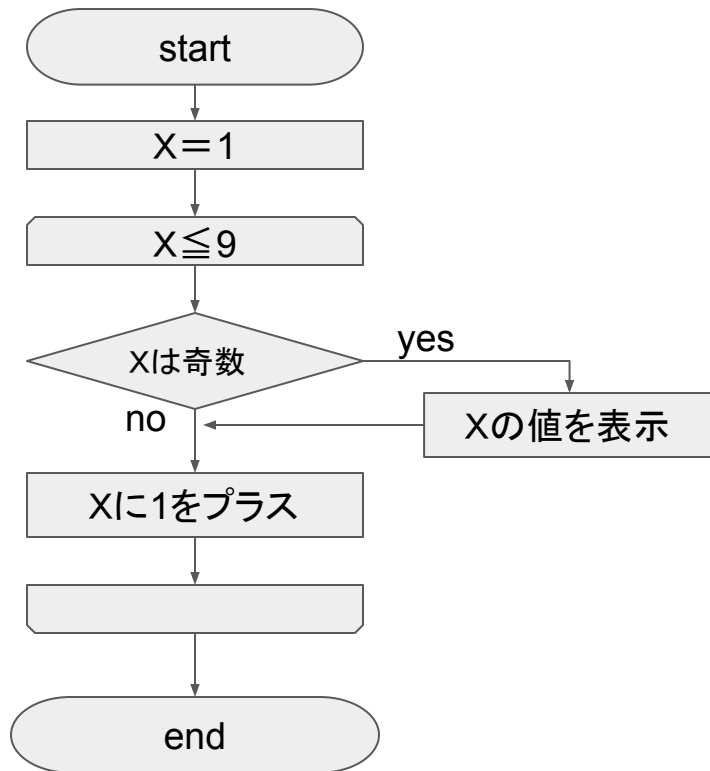 start
X＝1
X≦9
Xは奇数
yes
no
Xの値を表示
Xに1をプラス
end